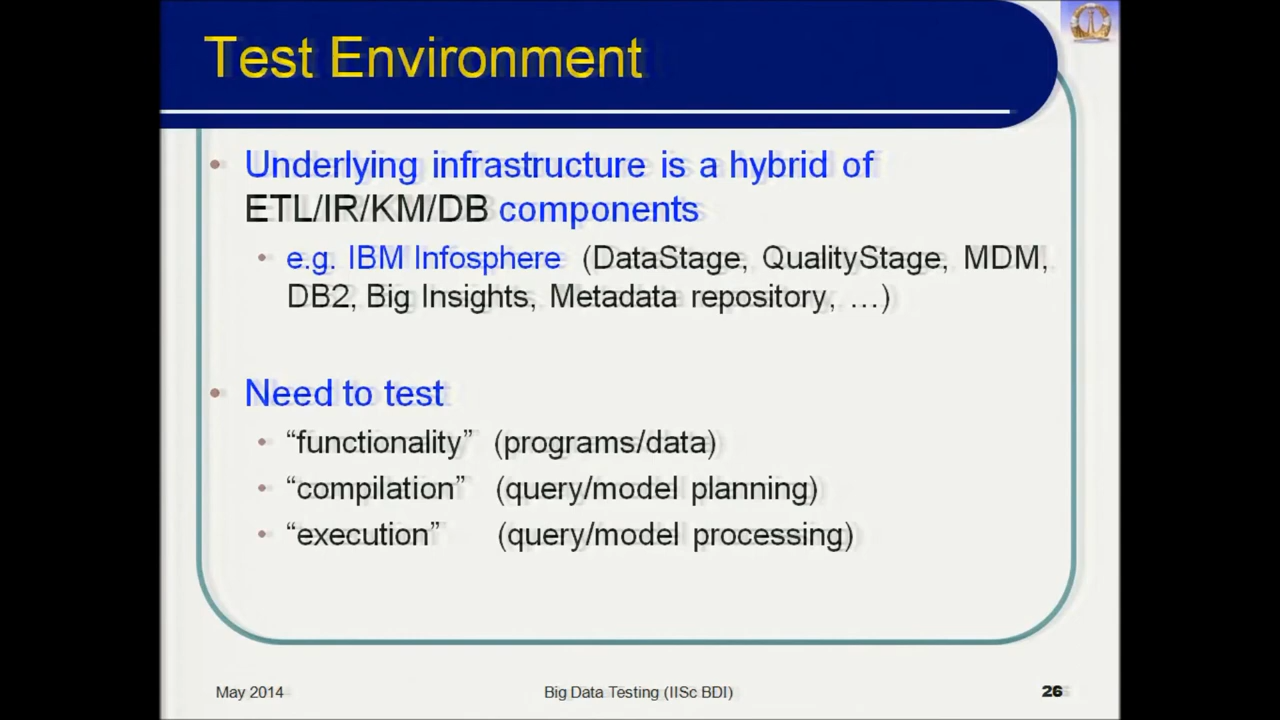 Test Environment
• Underlying infrastructure is a hybrid of
ETL/IR/KM/DB components
• e.g. IBM Infosphere (DataStage, QualityStage, MDM,
DB2, Big Insights, Metadata repository, …)
• Need to test
• “functionality” (programs/data)
• “compilation” (query/model planning)
• “execution” (query/model processing)
May 2014 Big Data Testing (IISc BDI) 26